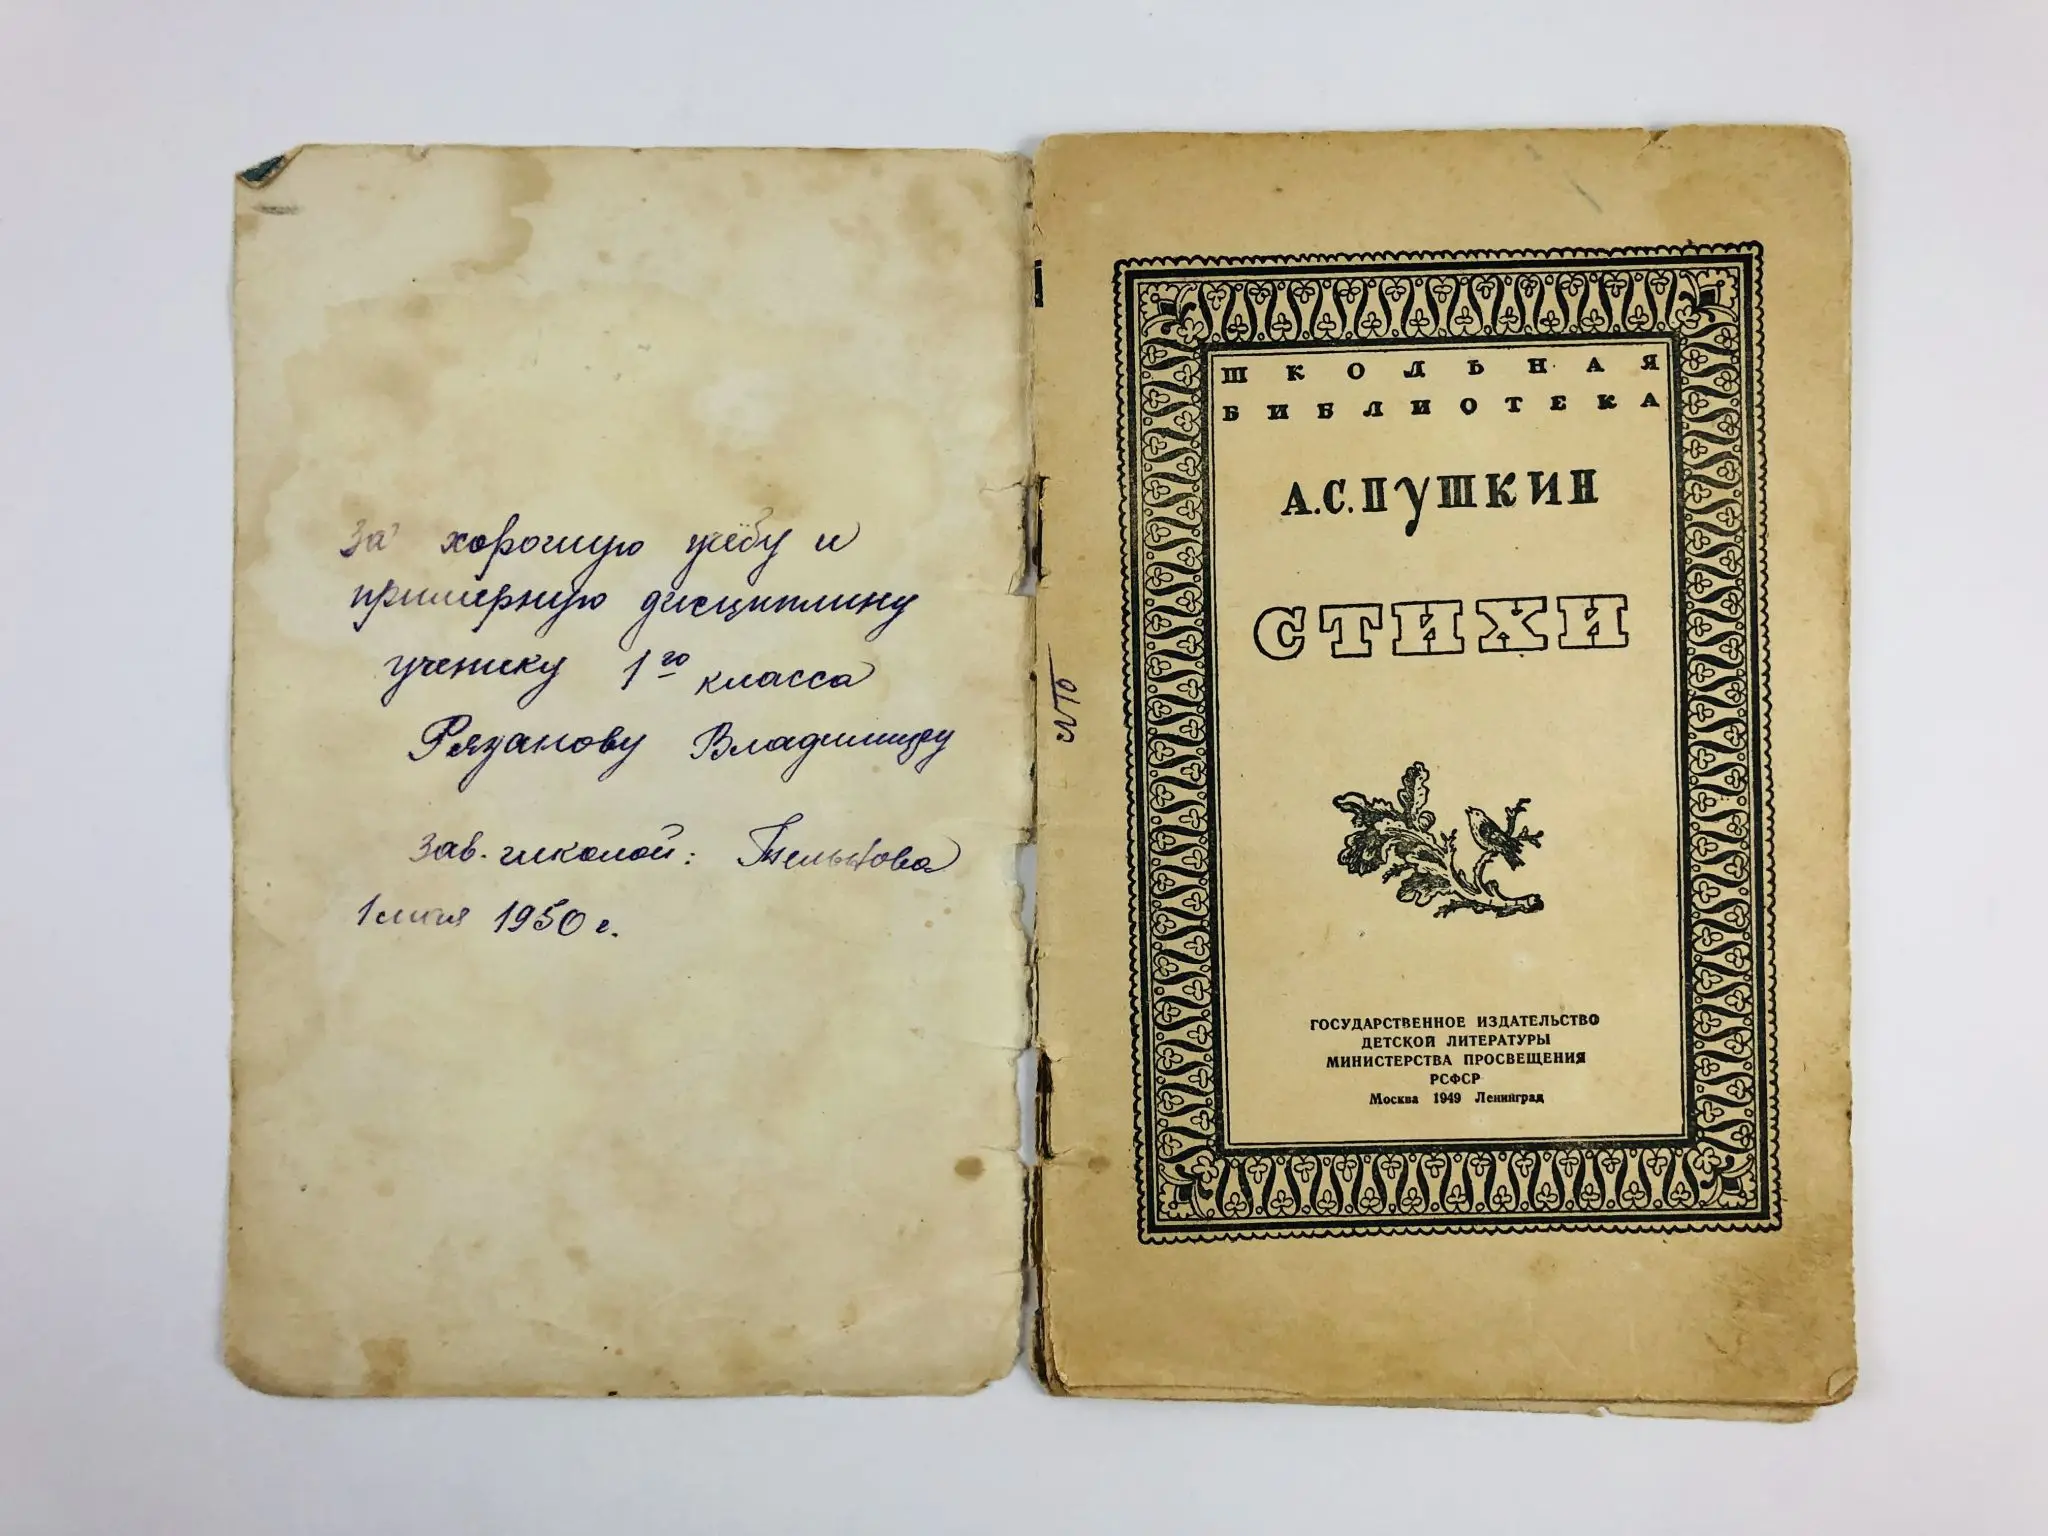 За хорошую учёбу и
примерную дисциплину
ученику 1го класса
Рязанову Владимиру
Зав. школой:
1 июня 1950 г.
ШКОЛЬНАЯ
БИБЛИОТЕКА
А.С.ПУШКИН
СТИХИ
ГОСУДАРСТВЕННОЕ ИЗДАТЕЛЬСТВО
ДЕТСКОЙ ЛИТЕРАТУРЫ
МИНИСТЕРСТВА ПРОСВЕЩЕНИЯ
РСФСР
Москва 1949 Ленинград